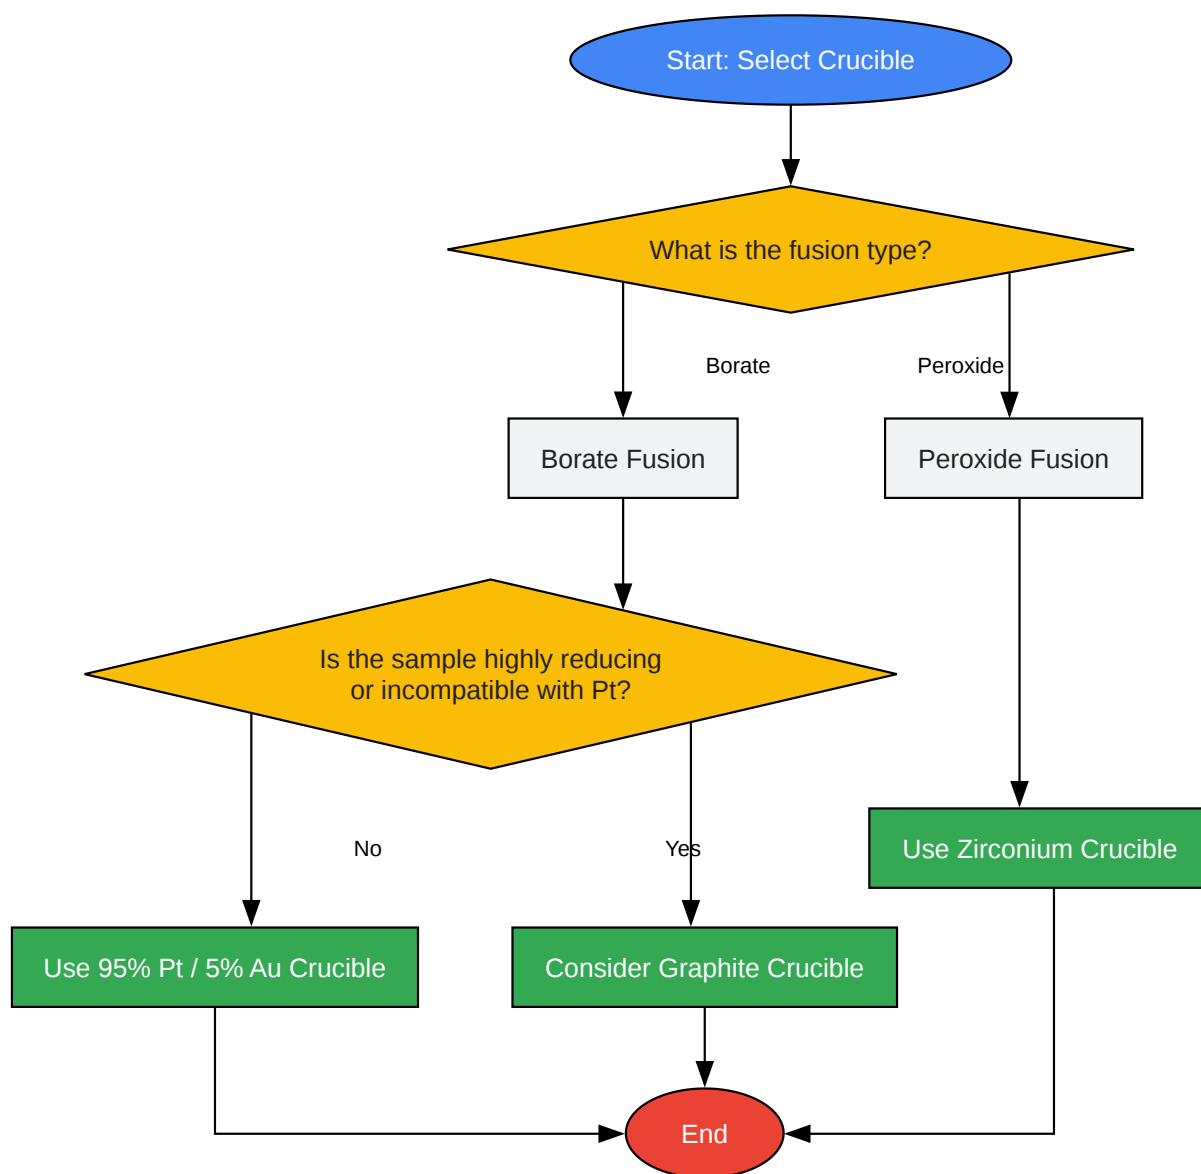 Start: Select Crucible
What is the fusion type?
Borate
Peroxide
Borate Fusion
Peroxide Fusion
Is the sample highly reducing
or incompatible with Pt?
No
Yes
Use Zirconium Crucible
Use 95% Pt / 5% Au Crucible
Consider Graphite Crucible
End